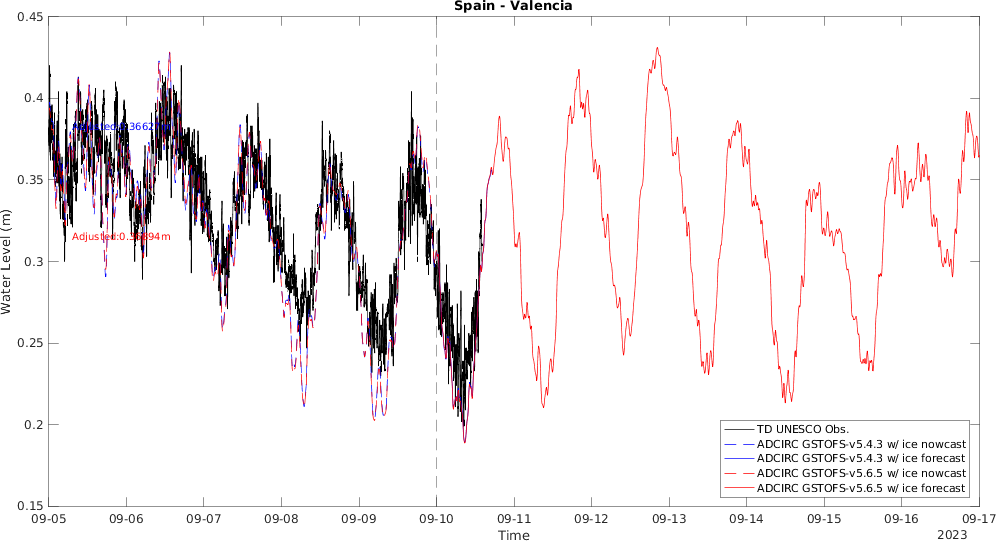 Spain - Valencia
0.45
0.4
0.35
0.3
0.25
0.2
0.15
Water Level (m)
09-05 09-06 09-07 09-08 09-09 09-10 09-11 09-12 09-13 09-14 09-15 09-16 09-17
Time
2023
TD UNESCO Obs.
ADCIRC GSTOFS-v5.4.3 w/ ice nowcast
ADCIRC GSTOFS-v5.4.3 w/ ice forecast
ADCIRC GSTOFS-v5.6.5 w/ ice nowcast
ADCIRC GSTOFS-v5.6.5 w/ ice forecast